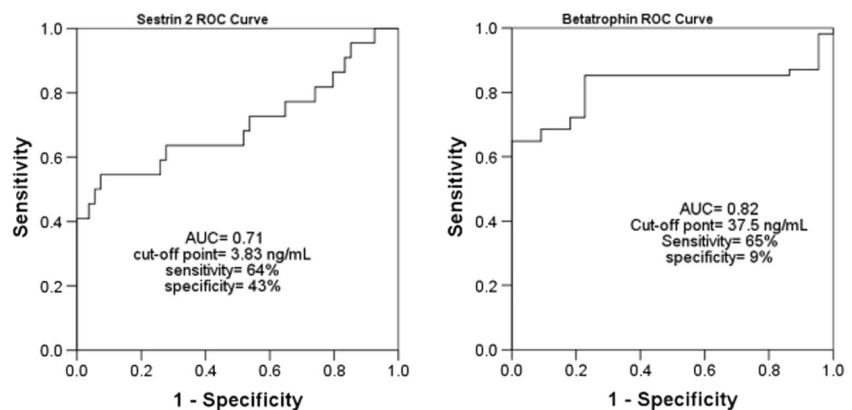 Sestrin 2 ROC Curve
1.0
0.8
0.6
0.4
0.2
0.0
Sensitivity
AUC= 0.71
cut-off point= 3.83 ng/mL
sensitivity= 64%
specificity= 43%
0.0 0.2 0.4 0.6 0.8 1.0
1 - Specificity
Betatrophin ROC Curve
1.0
0.8
0.6
0.4
0.2
0.0
Sensitivity
AUC= 0.82
Cut-off pont= 37.5 ng/mL
Sensitivity= 65%
specificity= 9%
0.0 0.2 0.4 0.6 0.8 1.0
1 - Specificity